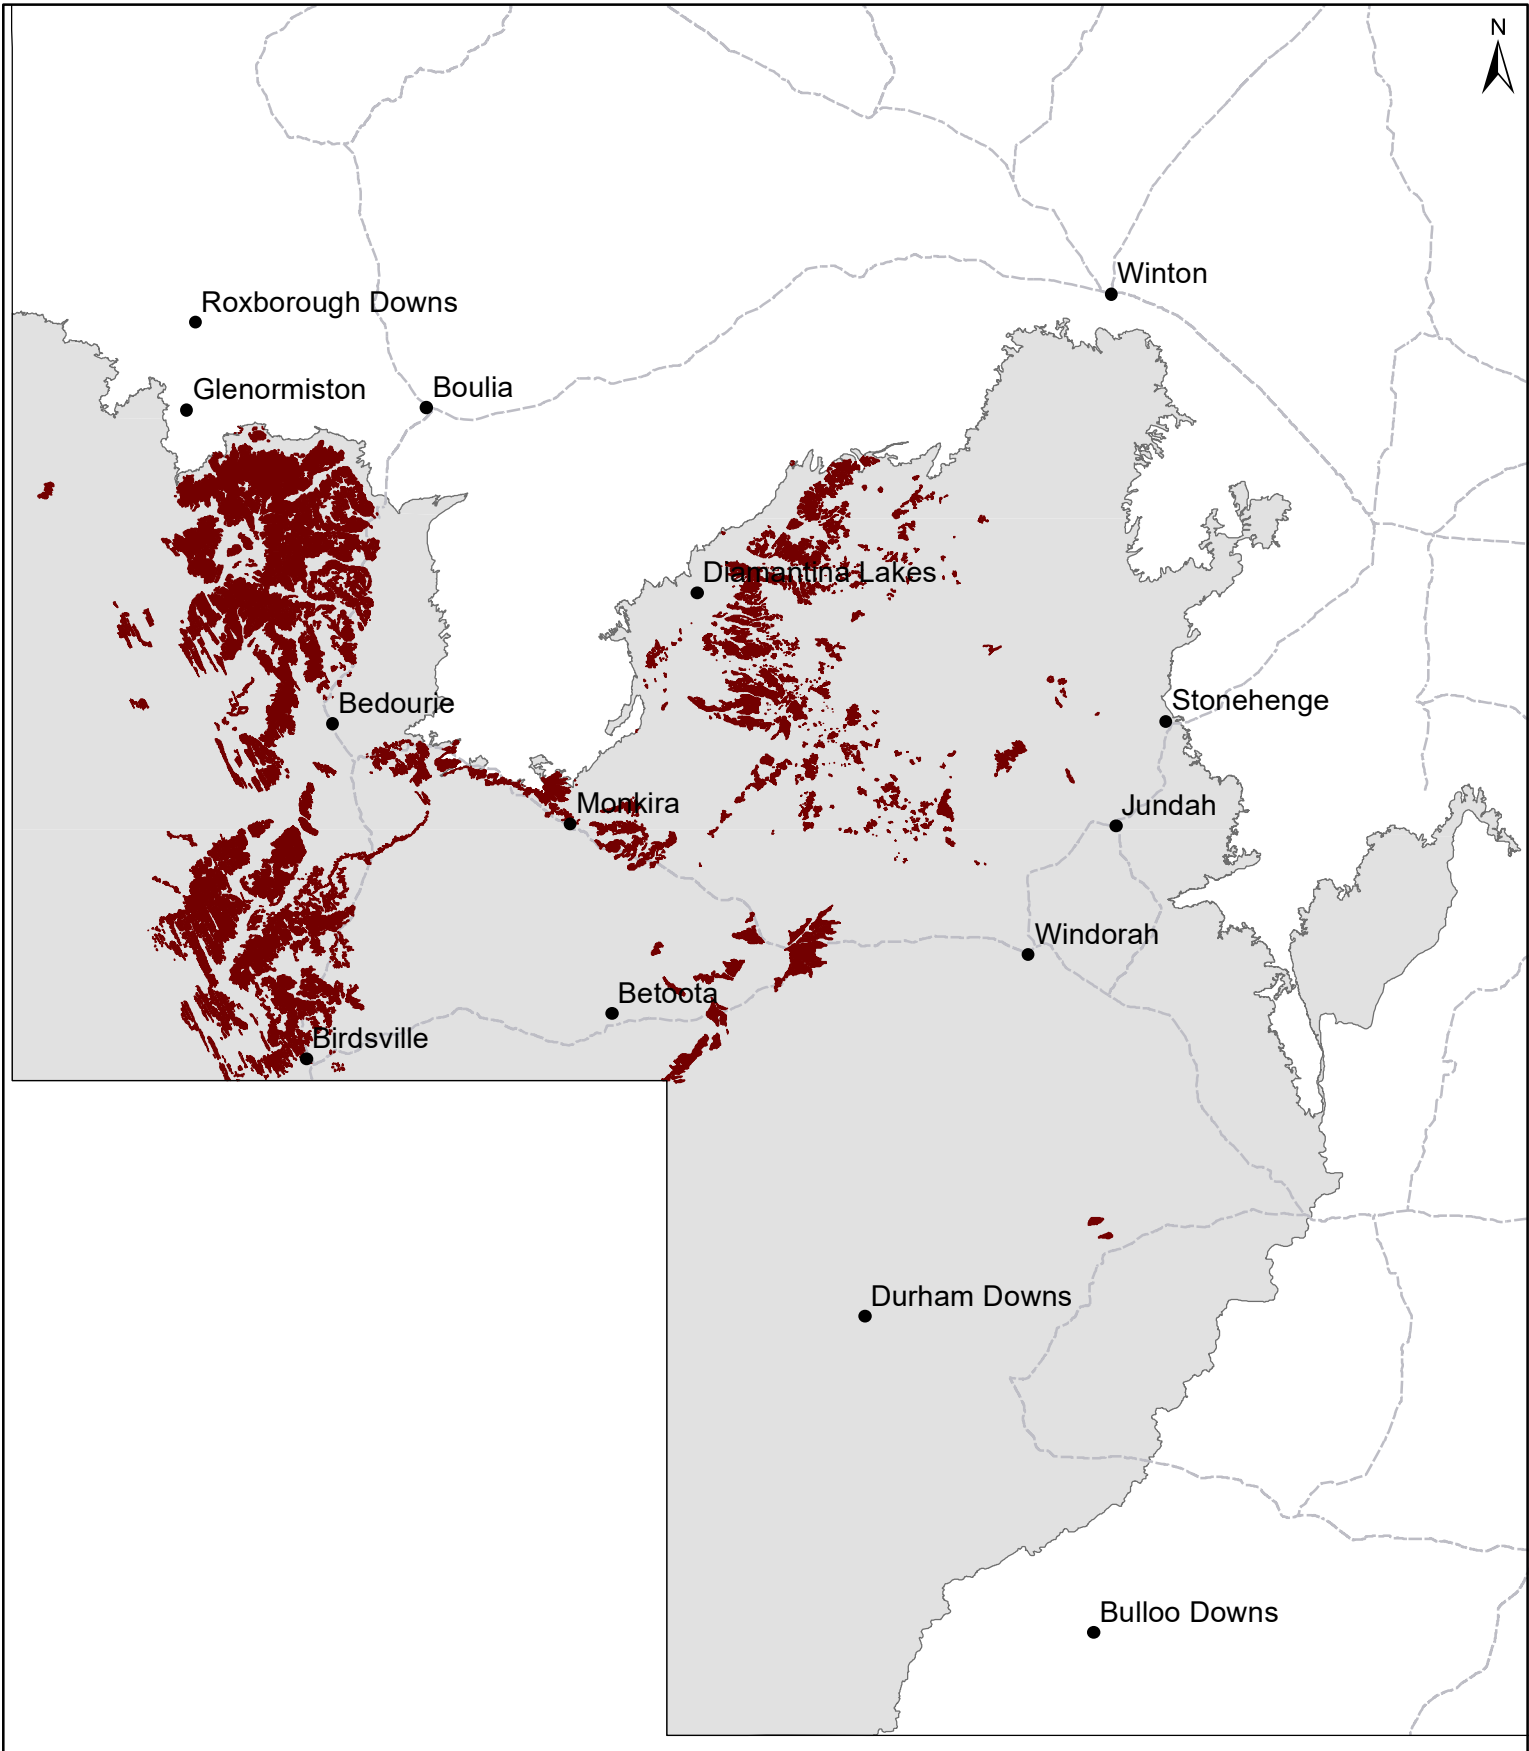 N
Winton
Roxborough Downs
Glenormiston
Boulia
Diamantina Lakes
Bedourie
Stonehenge
Monkira
Jundah
Windorah
Betoota
Birdsville
Durham Downs
Bulloo Downs